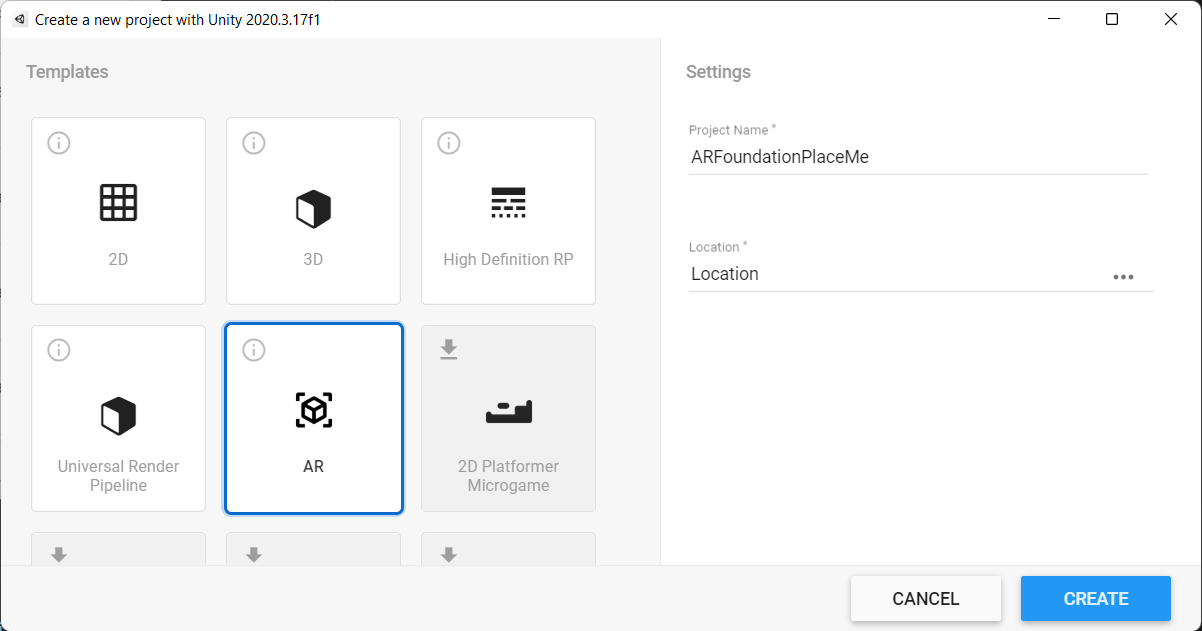 Create a new project with Unity 2020.3.17f1
Templates
2D
3D
High Definition RP
Universal Render
Pipeline
AR
2D Platformer
Microgame
Settings
Project Name *
ARFoundationPlaceMe
Location *
Location
CANCEL
CREATE